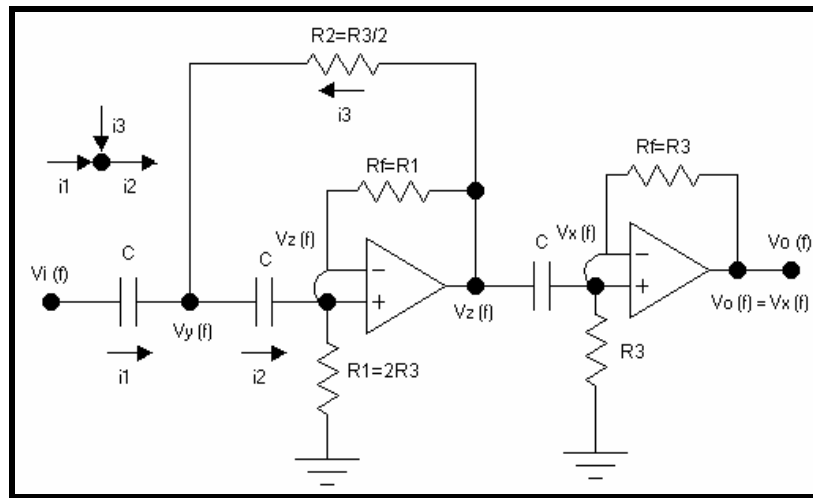 R2=R3/2
i3
i3
i1
i2
Rf=R1
Rf=R3
C
C
Vz (f)
C
Vx (f)
Vi (f)
Vo (f)
Vy (f)
Vz (f)
Vo (f) = Vx (f)
i1
i2
R1=2R3
R3
−
+
−
+